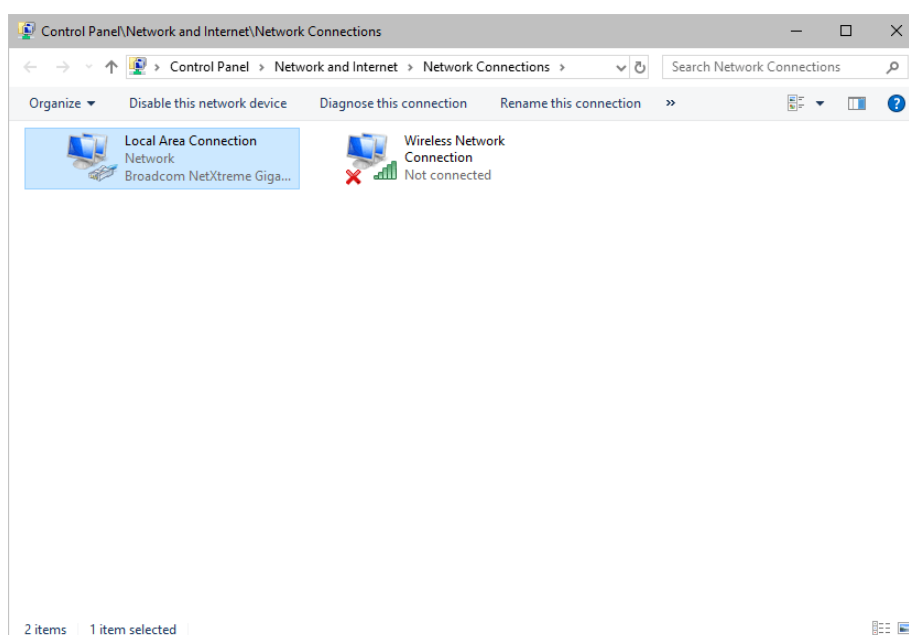 Control Panel\Network and Internet\Network Connections
Control Panel > Network and Internet > Network Connections >
Search Network Connections
Organize Disable this network device Diagnose this connection Rename this connection »
Local Area Connection
Network
Broadcom NetXtreme Giga...
Wireless Network
Connection
Not connected
2 items 1 item selected